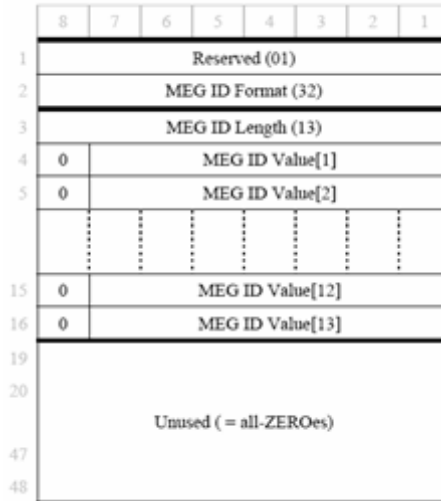 8 7 6 5 4 3 2 1
1 Reserved (01)
2 MEG ID Format (32)
3 MEG ID Length (13)
4 0 MEG ID Value[1]
5 0 MEG ID Value[2]
15 0 MEG ID Value[12]
16 0 MEG ID Value[13]
19
20
Unused ( = all-ZEROes)
47
48